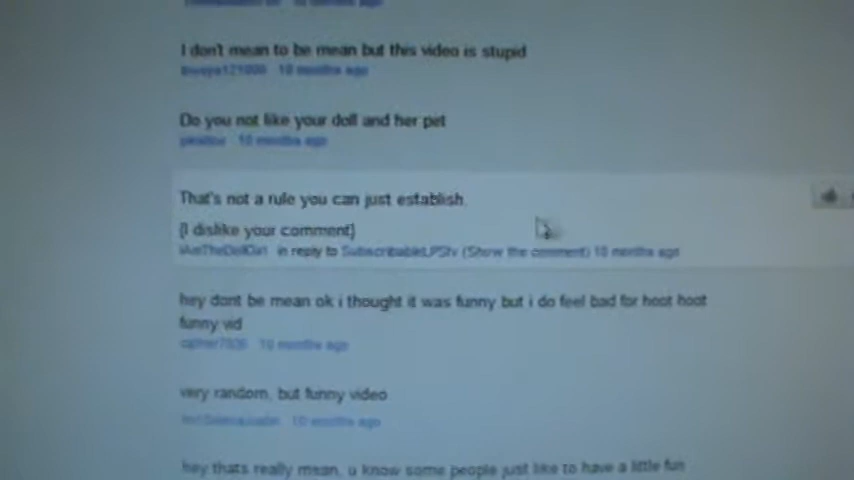 I don't mean to be mean but this video is stupid
10 months ago
Do you not like your doll and her pet
10 months ago
That's not a rule you can just establish.
{I dislike your comment}
in reply to SubscribableLPStv (Show the comment) 10 months ago
hey dont be mean ok i thought it was funny but i do feel bad for hoot hoot
funny vid
10 months ago
very random, but funny video
10 months ago
hey thats really mean, u know some people just like to have a little fun